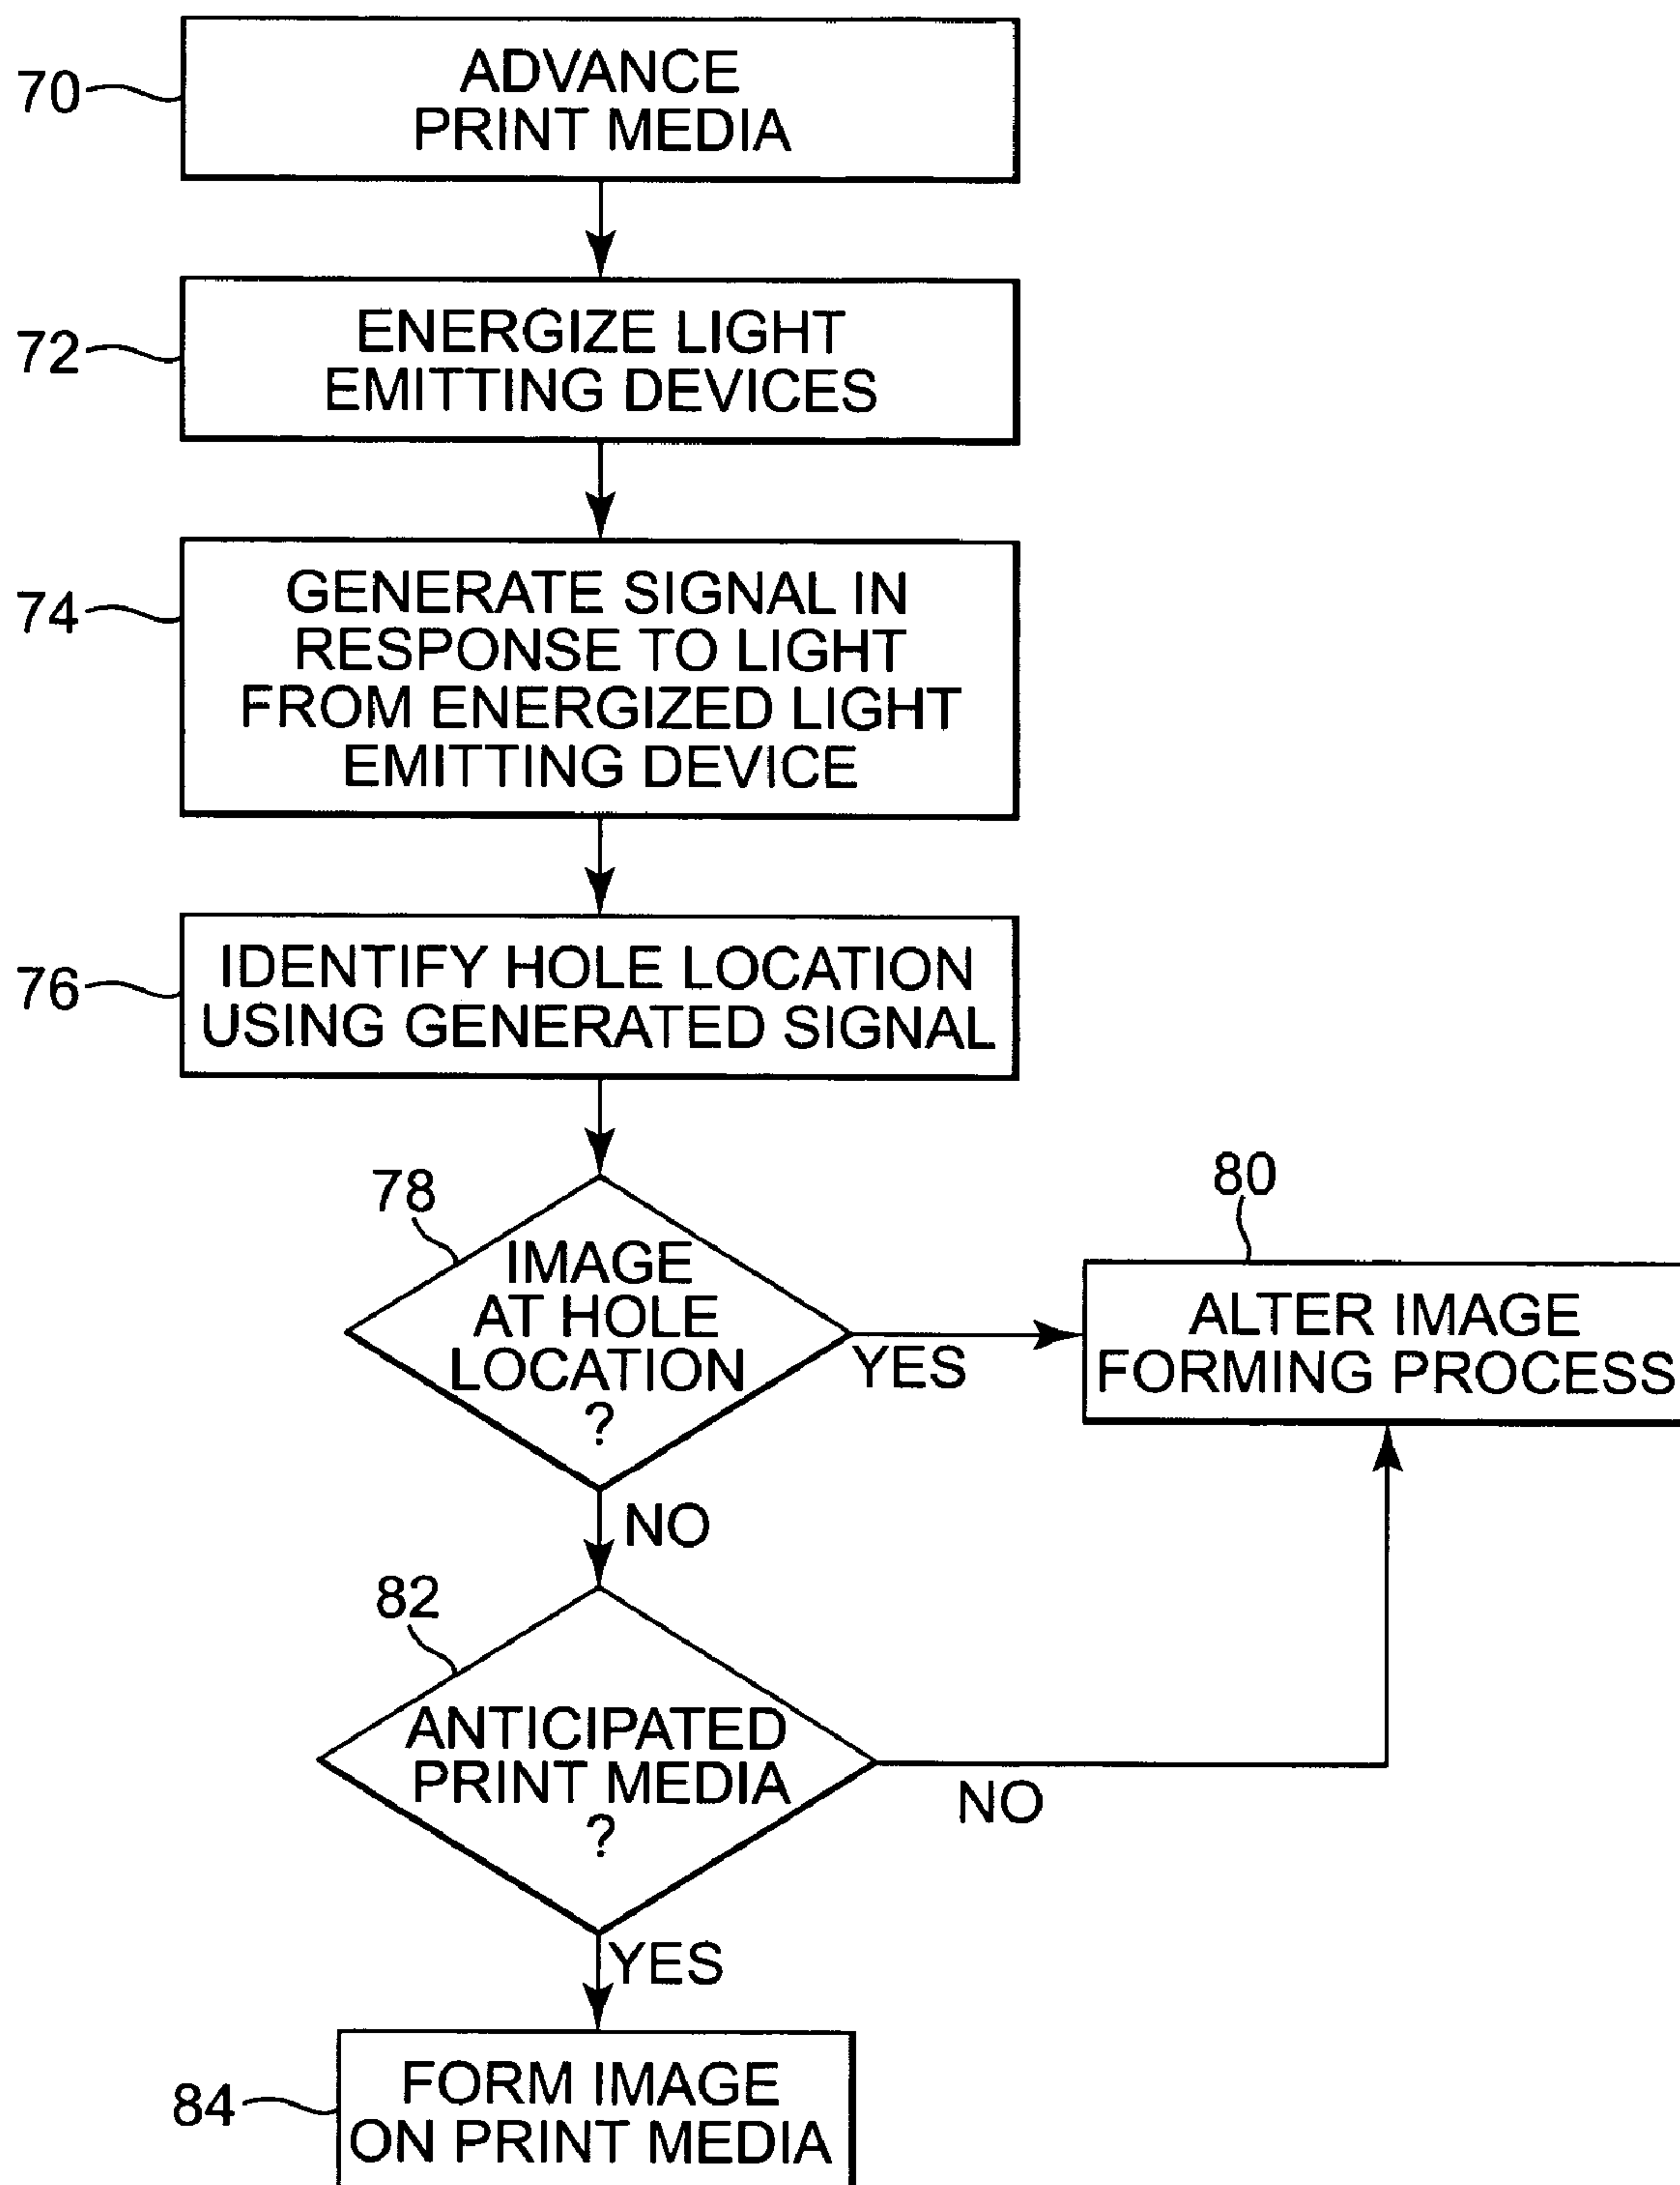 70
ADVANCE
PRINT MEDIA
72
ENERGIZE LIGHT
EMITTING DEVICES
74
GENERATE SIGNAL IN
RESPONSE TO LIGHT
FROM ENERGIZED LIGHT
EMITTING DEVICE
76
IDENTIFY HOLE LOCATION
USING GENERATED SIGNAL
78
IMAGE
AT HOLE
LOCATION
?
YES
80
ALTER IMAGE
FORMING PROCESS
NO
82
ANTICIPATED
PRINT MEDIA
?
NO
YES
84
FORM IMAGE
ON PRINT MEDIA